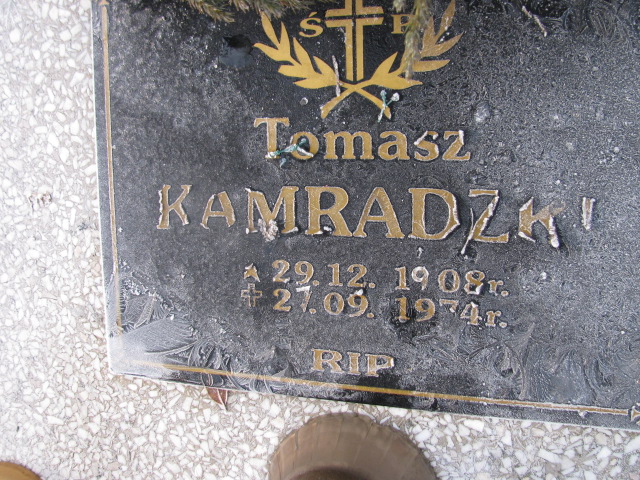 Ś P
Tomasz
KAMRADZKI
29.12. 1908r.
27.09. 1974r.
RIP